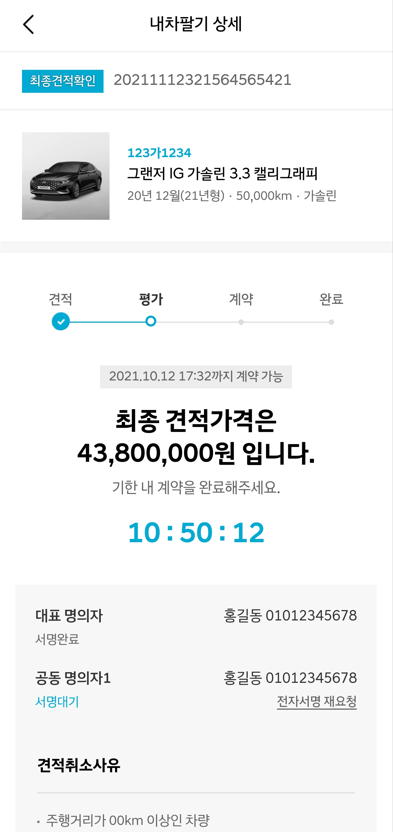 내차팔기 상세
최종견적확인 20211112321564565421
123가1234
그랜저 IG 가솔린 3.3 캘리그래피
20년 12월(21년형) · 50,000km · 가솔린
견적 평가 계약 완료
2021.10.12 17:32까지 계약 가능
최종 견적가격은
43,800,000원 입니다.
기한 내 계약을 완료해주세요.
10 : 50 : 12
대표 명의자 홍길동 01012345678
서명완료
공동 명의자1 홍길동 01012345678
서명대기 전자서명 재요청
견적취소사유
· 주행거리가 00km 이상인 차량